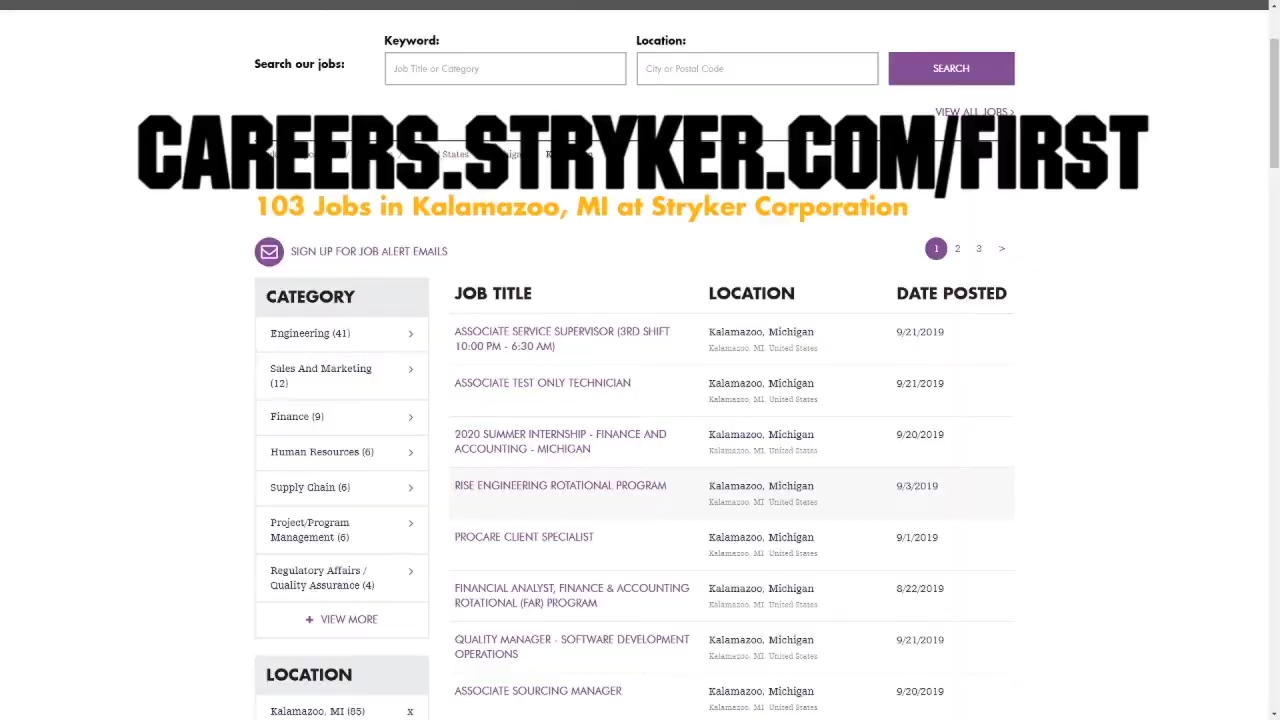 Keyword:
Location:
Search our jobs:
Job Title or Category
City or Postal Code
SEARCH
VIEW ALL JOBS >
CAREERS.STRYKER.COM/FIRST
103 Jobs in Kalamazoo, MI at Stryker Corporation
SIGN UP FOR JOB ALERT EMAILS
1 2 3 >
CATEGORY
Engineering (41)
Sales And Marketing
(12)
Finance (9)
Human Resources (6)
Supply Chain (6)
Project/Program
Management (6)
Regulatory Affairs /
Quality Assurance (4)
+ VIEW MORE
LOCATION
Kalamazoo, MI (85) x
JOB TITLE LOCATION DATE POSTED
ASSOCIATE SERVICE SUPERVISOR (3RD SHIFT
10:00 PM - 6:30 AM)
Kalamazoo, Michigan
Kalamazoo, MI, United States
9/21/2019
ASSOCIATE TEST ONLY TECHNICIAN
Kalamazoo, Michigan
Kalamazoo, MI, United States
9/21/2019
2020 SUMMER INTERNSHIP - FINANCE AND
ACCOUNTING - MICHIGAN
Kalamazoo, Michigan
Kalamazoo, MI, United States
9/20/2019
RISE ENGINEERING ROTATIONAL PROGRAM
Kalamazoo, Michigan
Kalamazoo, MI, United States
9/3/2019
PROCARE CLIENT SPECIALIST
Kalamazoo, Michigan
Kalamazoo, MI, United States
9/1/2019
FINANCIAL ANALYST, FINANCE & ACCOUNTING
ROTATIONAL (FAR) PROGRAM
Kalamazoo, Michigan
Kalamazoo, MI, United States
8/22/2019
QUALITY MANAGER - SOFTWARE DEVELOPMENT
OPERATIONS
Kalamazoo, Michigan
Kalamazoo, MI, United States
9/21/2019
ASSOCIATE SOURCING MANAGER
Kalamazoo, Michigan
Kalamazoo, MI, United States
9/20/2019